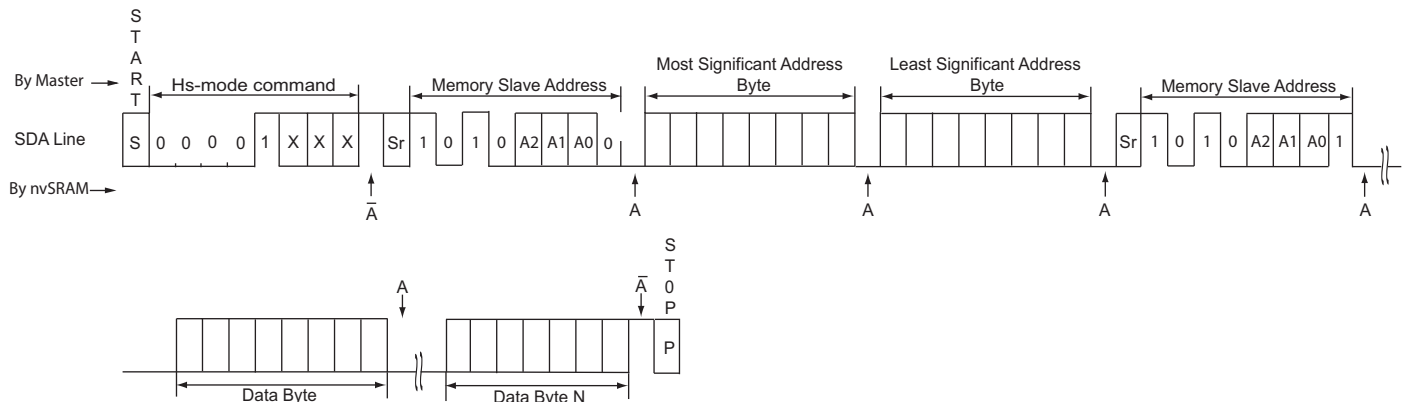 START
By Master
Hs-mode command
Memory Slave Address
Most Significant Address
Byte
Least Significant Address
Byte
Memory Slave Address
SDA Line
S 0 0 0 0 1 X X X Sr 1 0 1 0 A2 A1 A0 0 Sr 1 0 1 0 A2 A1 A0 1
By nvSRAM
A̅ A A A A
A A̅
ST0P
P
Data Byte
Data Byte N